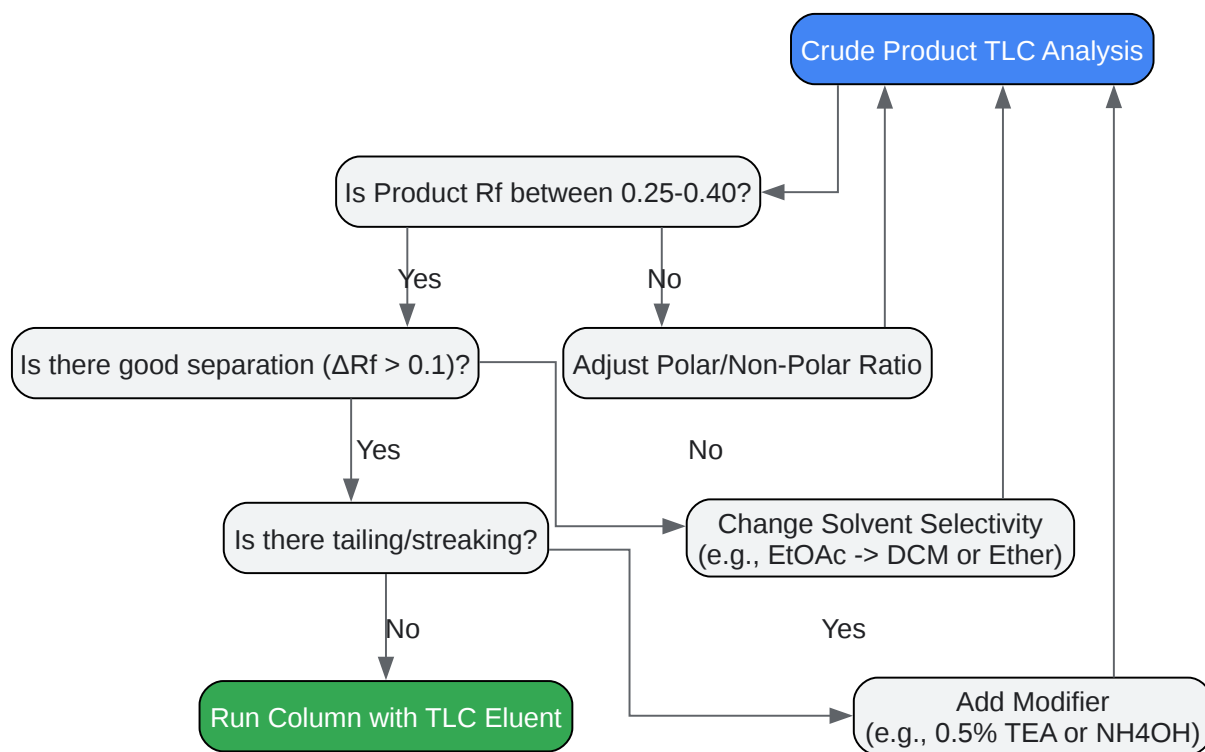 Crude Product TLC Analysis
Is Product Rf between 0.25-0.40?
Yes
No
Is there good separation (ΔRf > 0.1)?
Adjust Polar/Non-Polar Ratio
Yes
No
Is there tailing/streaking?
Change Solvent Selectivity
(e.g., EtOAc -> DCM or Ether)
No
Yes
Run Column with TLC Eluent
Add Modifier
(e.g., 0.5% TEA or NH4OH)